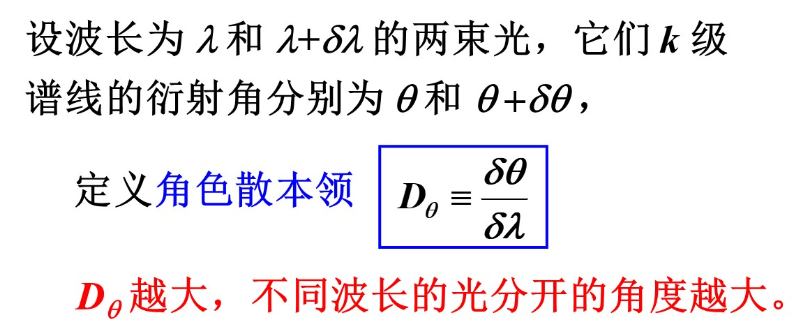 设波长为 λ 和 λ+δλ 的两束光，它们 k 级
谱线的衍射角分别为 θ 和 θ+δθ，
定义角色散本领 D_θ ≡ δθ/δλ
D_θ 越大，不同波长的光分开的角度越大。